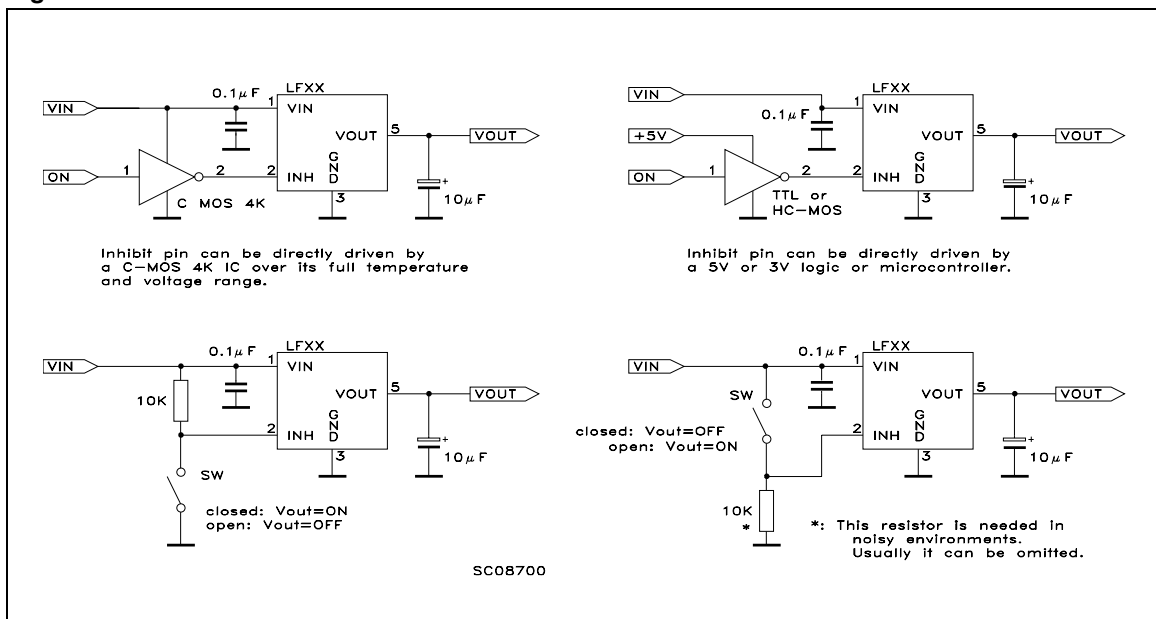 LFXX
VIN
0.1μF
1
VIN
VOUT
5
VOUT
ON
1
2
2
INH
GND
3
+
10μF
C MOS 4K
Inhibit pin can be directly driven by
a C-MOS 4K IC over its full temperature
and voltage range.
LFXX
VIN
1
VIN
0.1μF
+5V
VOUT
5
VOUT
ON
1
2
2
INH
GND
3
+
10μF
TTL or
HC-MOS
Inhibit pin can be directly driven by
a 5V or 3V logic or microcontroller.
LFXX
VIN
0.1μF
1
VIN
10K
VOUT
5
VOUT
2
INH
GND
3
+
10μF
SW
closed: Vout=ON
open: Vout=OFF
LFXX
VIN
0.1μF
1
VIN
SW
VOUT
5
VOUT
closed: Vout=OFF
open: Vout=ON
2
INH
GND
3
+
10μF
10K
*
*: This resistor is needed in
noisy environments.
Usually it can be omitted.
SC08700